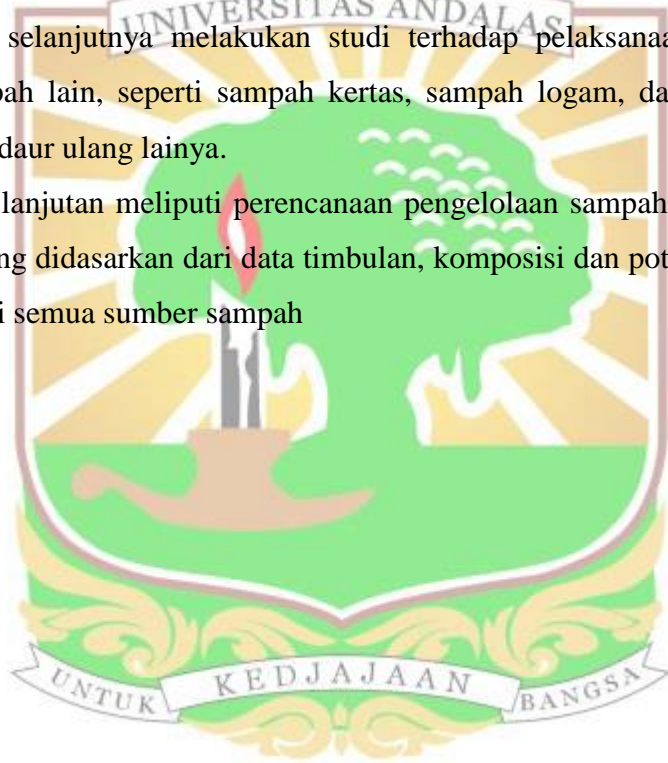 UNIVERSITAS ANDALAS
selanjutnya melakukan studi terhadap pelaksanaa
pah lain, seperti sampah kertas, sampah logam, da
daur ulang lainya.
lanjutan meliputi perencanaan pengelolaan sampah
ng didasarkan dari data timbulan, komposisi dan pot
i semua sumber sampah
UNTUK KEDJAJAAN BANGSA